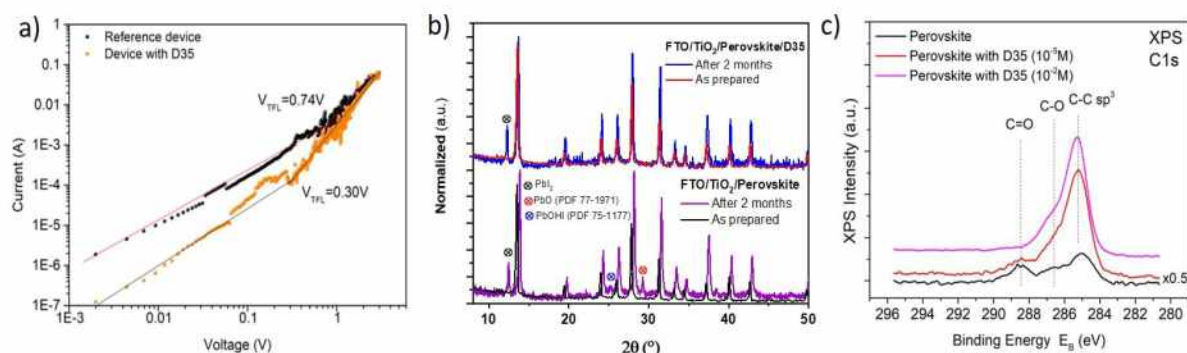 a)
Reference device
Device with D35
V_TFL=0.74V
V_TFL=0.30V
1
0.1
0.01
1E-3
1E-4
1E-5
1E-6
1E-7
1E-3
0.01
0.1
1
Current (A)
Voltage (V)
b)
FTO/TiO₂/Perovskite/D35
After 2 months
As prepared
PbI₂
PbO (PDF 77-1971)
PbOHI (PDF 75-1177)
FTO/TiO₂/Perovskite
After 2 months
As prepared
Normalized (a.u.)
10 20 30 40 50
2θ (°)
c)
Perovskite
Perovskite with D35 (10⁻⁵M)
Perovskite with D35 (10⁻²M)
XPS
C1s
C=O
C-O
C-C sp³
x0.5
XPS Intensity (a.u.)
296 294 292 290 288 286 284 282 280
Binding Energy E_B (eV)